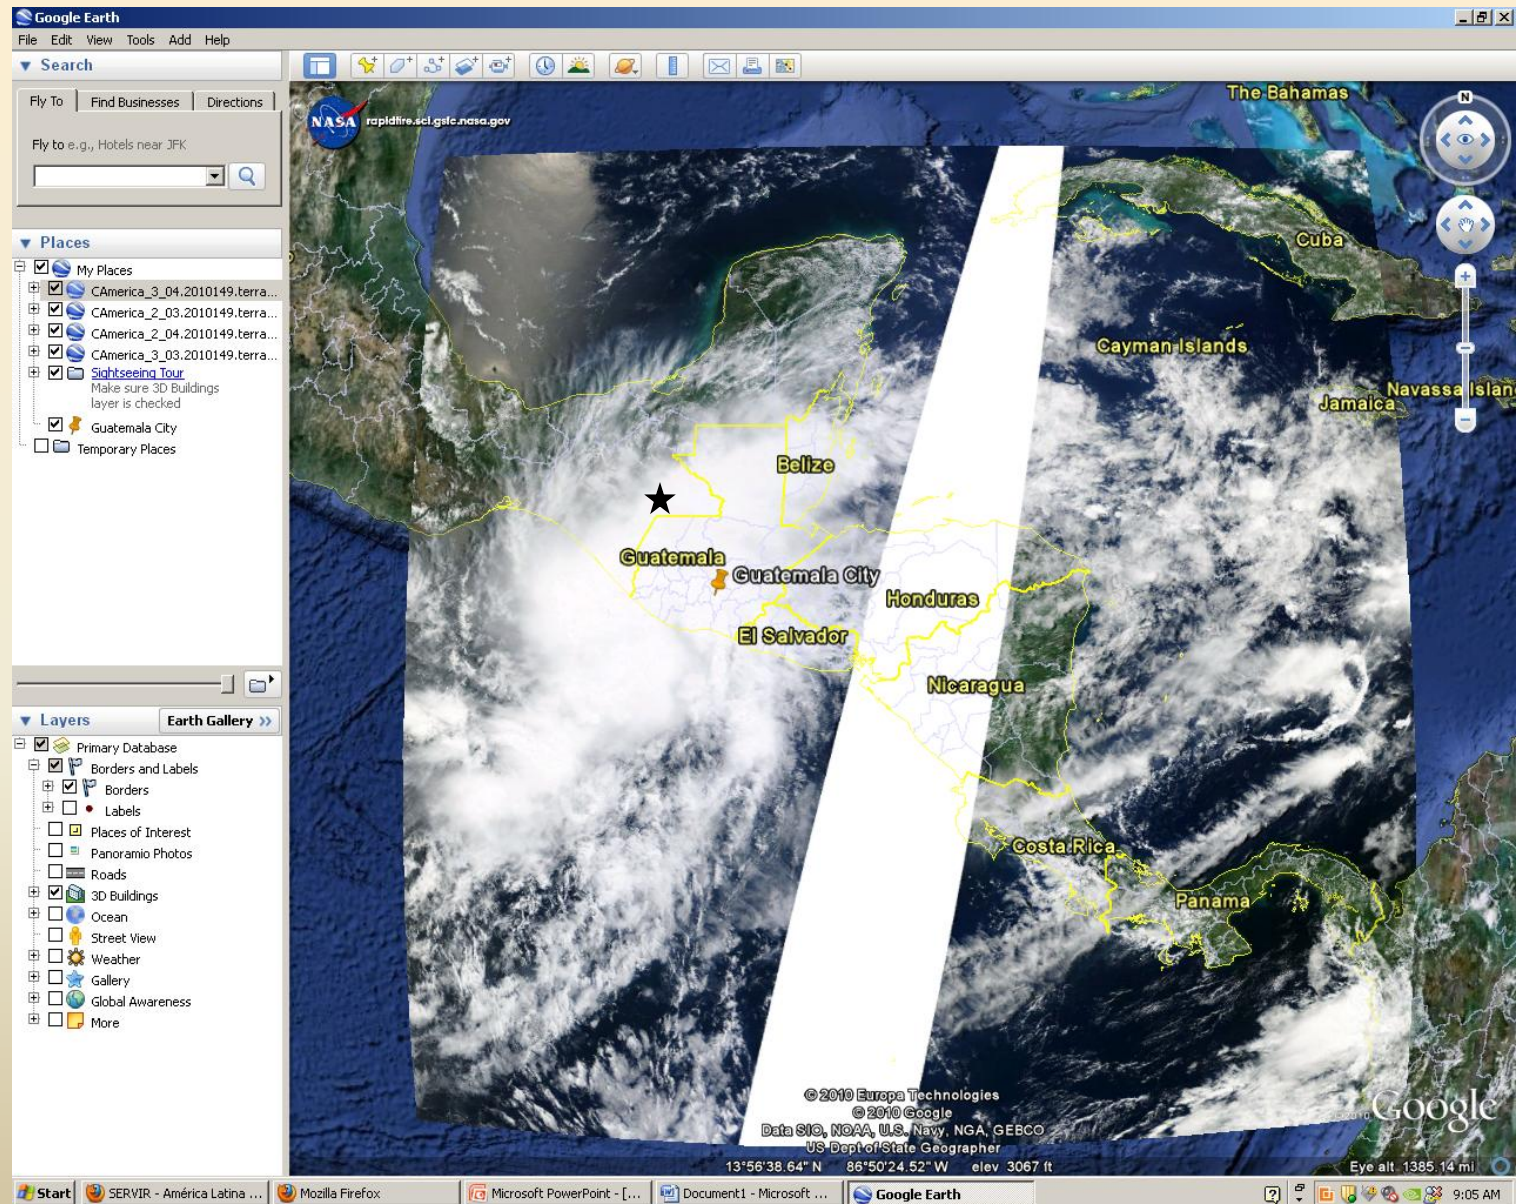 Google Earth
File Edit View Tools Add Help
Search
Fly To Find Businesses Directions
Fly to e.g., Hotels near JFK
Places
My Places
CAmerica_3_04.2010149.terra...
CAmerica_2_03.2010149.terra...
CAmerica_2_04.2010149.terra...
CAmerica_3_03.2010149.terra...
Sightseeing Tour
Make sure 3D Buildings
layer is checked
Guatemala City
Temporary Places
Layers Earth Gallery >>
Primary Database
Borders and Labels
Borders
Labels
Places of Interest
Panoramio Photos
Roads
3D Buildings
Ocean
Street View
Weather
Gallery
Global Awareness
More
NASA rapidfire.sci.gsfc.nasa.gov
The Bahamas
N
Cuba
Cayman Islands
Navassa Islan
Jamaica
Belize
Guatemala
Guatemala City
Honduras
El Salvador
Nicaragua
Costa Rica
Panama
© 2010 Europa Technologies
© 2010 Google
Data SIO, NOAA, U.S. Navy, NGA, GEBCO
US Dept of State Geographer
Google
13°56'38.64" N 86°50'24.52" W elev 3067 ft
Eye alt 1385.14 mi
Start SERVIR - América Latina ... Mozilla Firefox Microsoft PowerPoint - [... Document1 - Microsoft ... Google Earth 9:05 AM